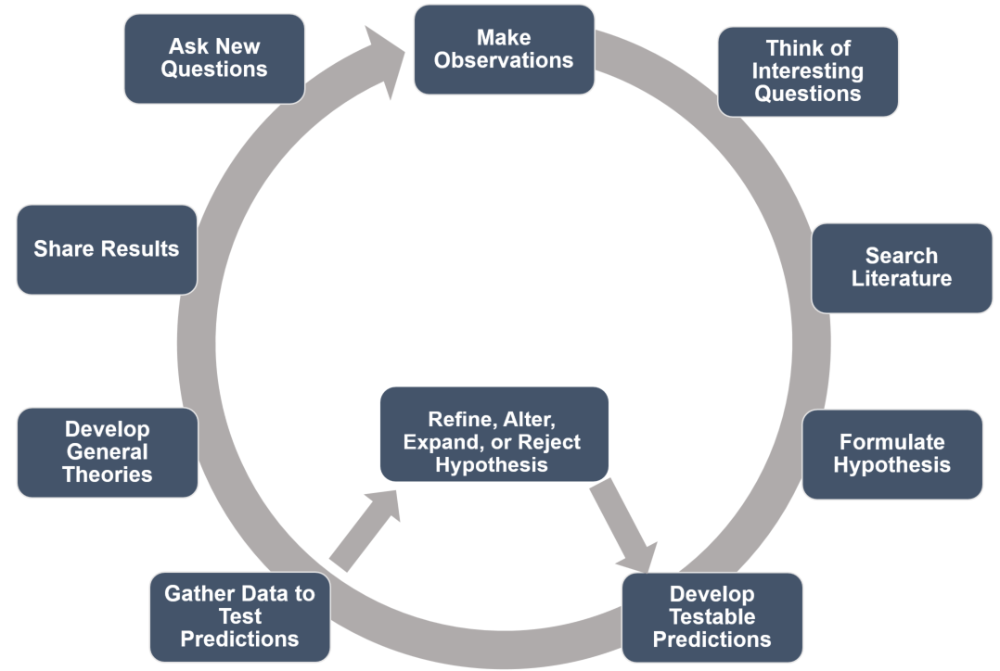 Make
Observations
Think of
Interesting
Questions
Search
Literature
Formulate
Hypothesis
Develop
Testable
Predictions
Gather Data to
Test
Predictions
Refine, Alter,
Expand, or Reject
Hypothesis
Develop
General
Theories
Share Results
Ask New
Questions